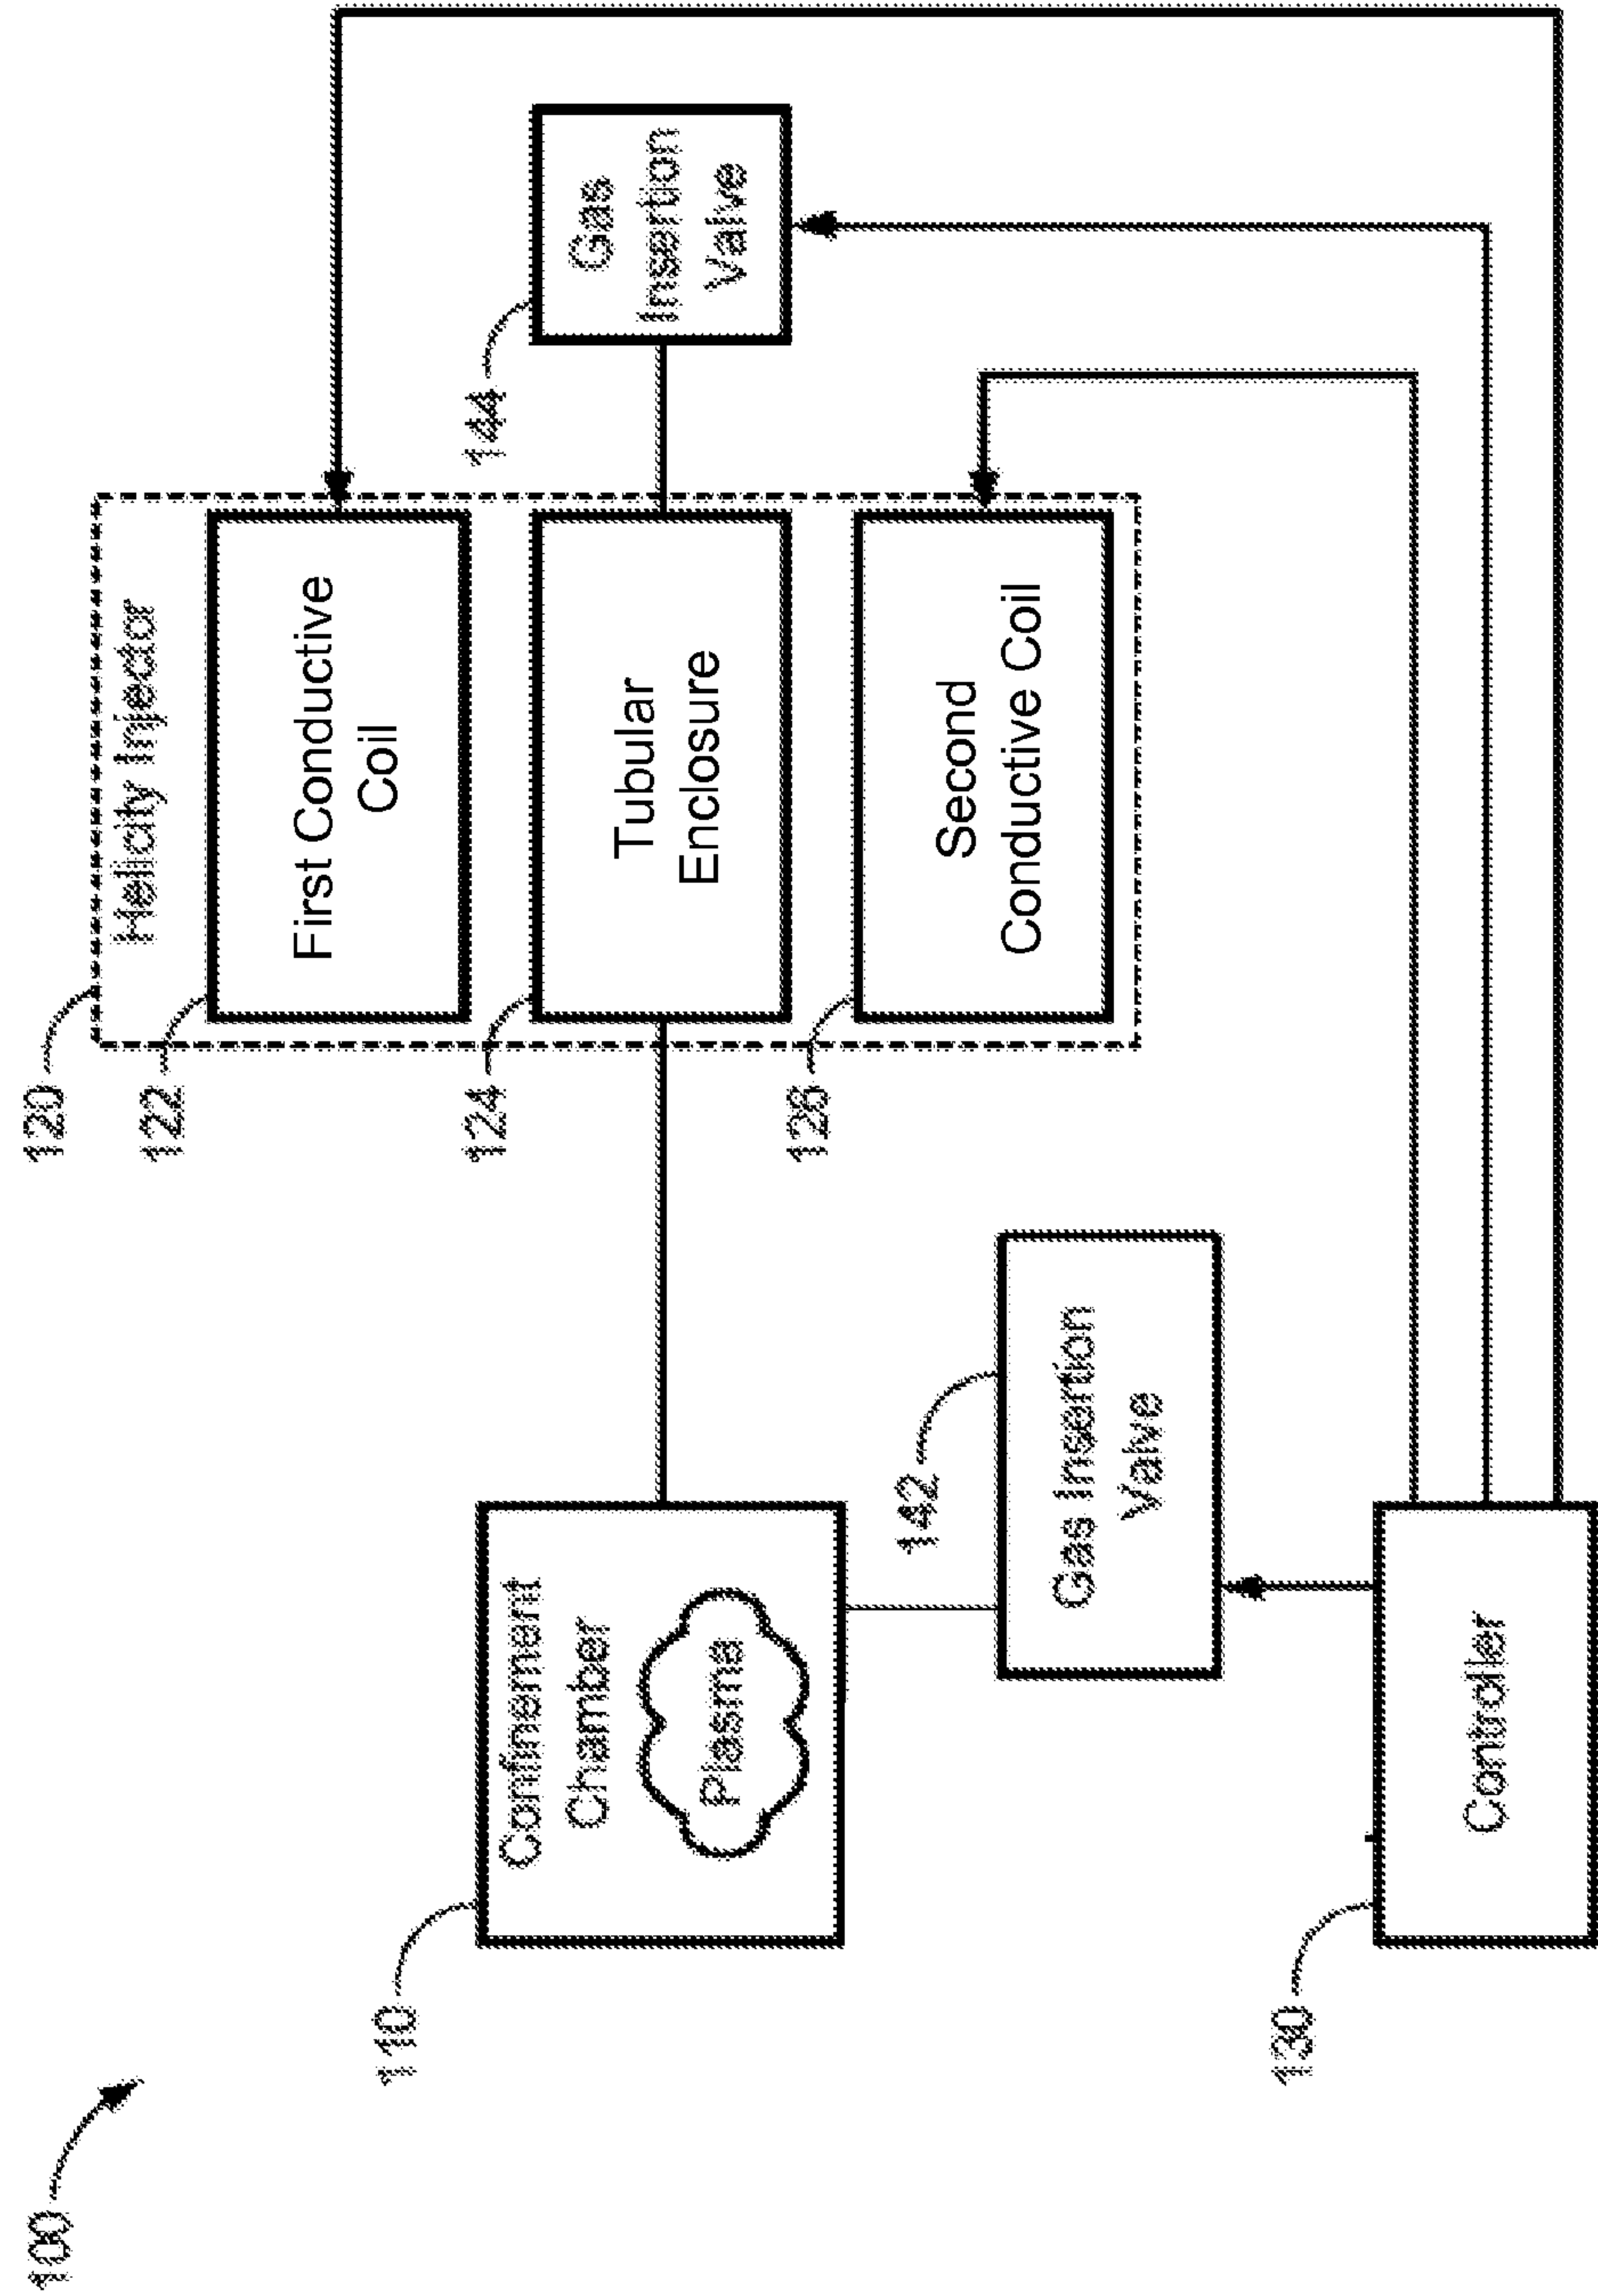 100
120
Helicity Injector
122
First Conductive
Coil
110
Confinement
Chamber
Plasma
124
Tubular
Enclosure
144
Gas
Insertion
Valve
126
Second
Conductive Coil
142
Gas Insertion
Valve
130
Controller